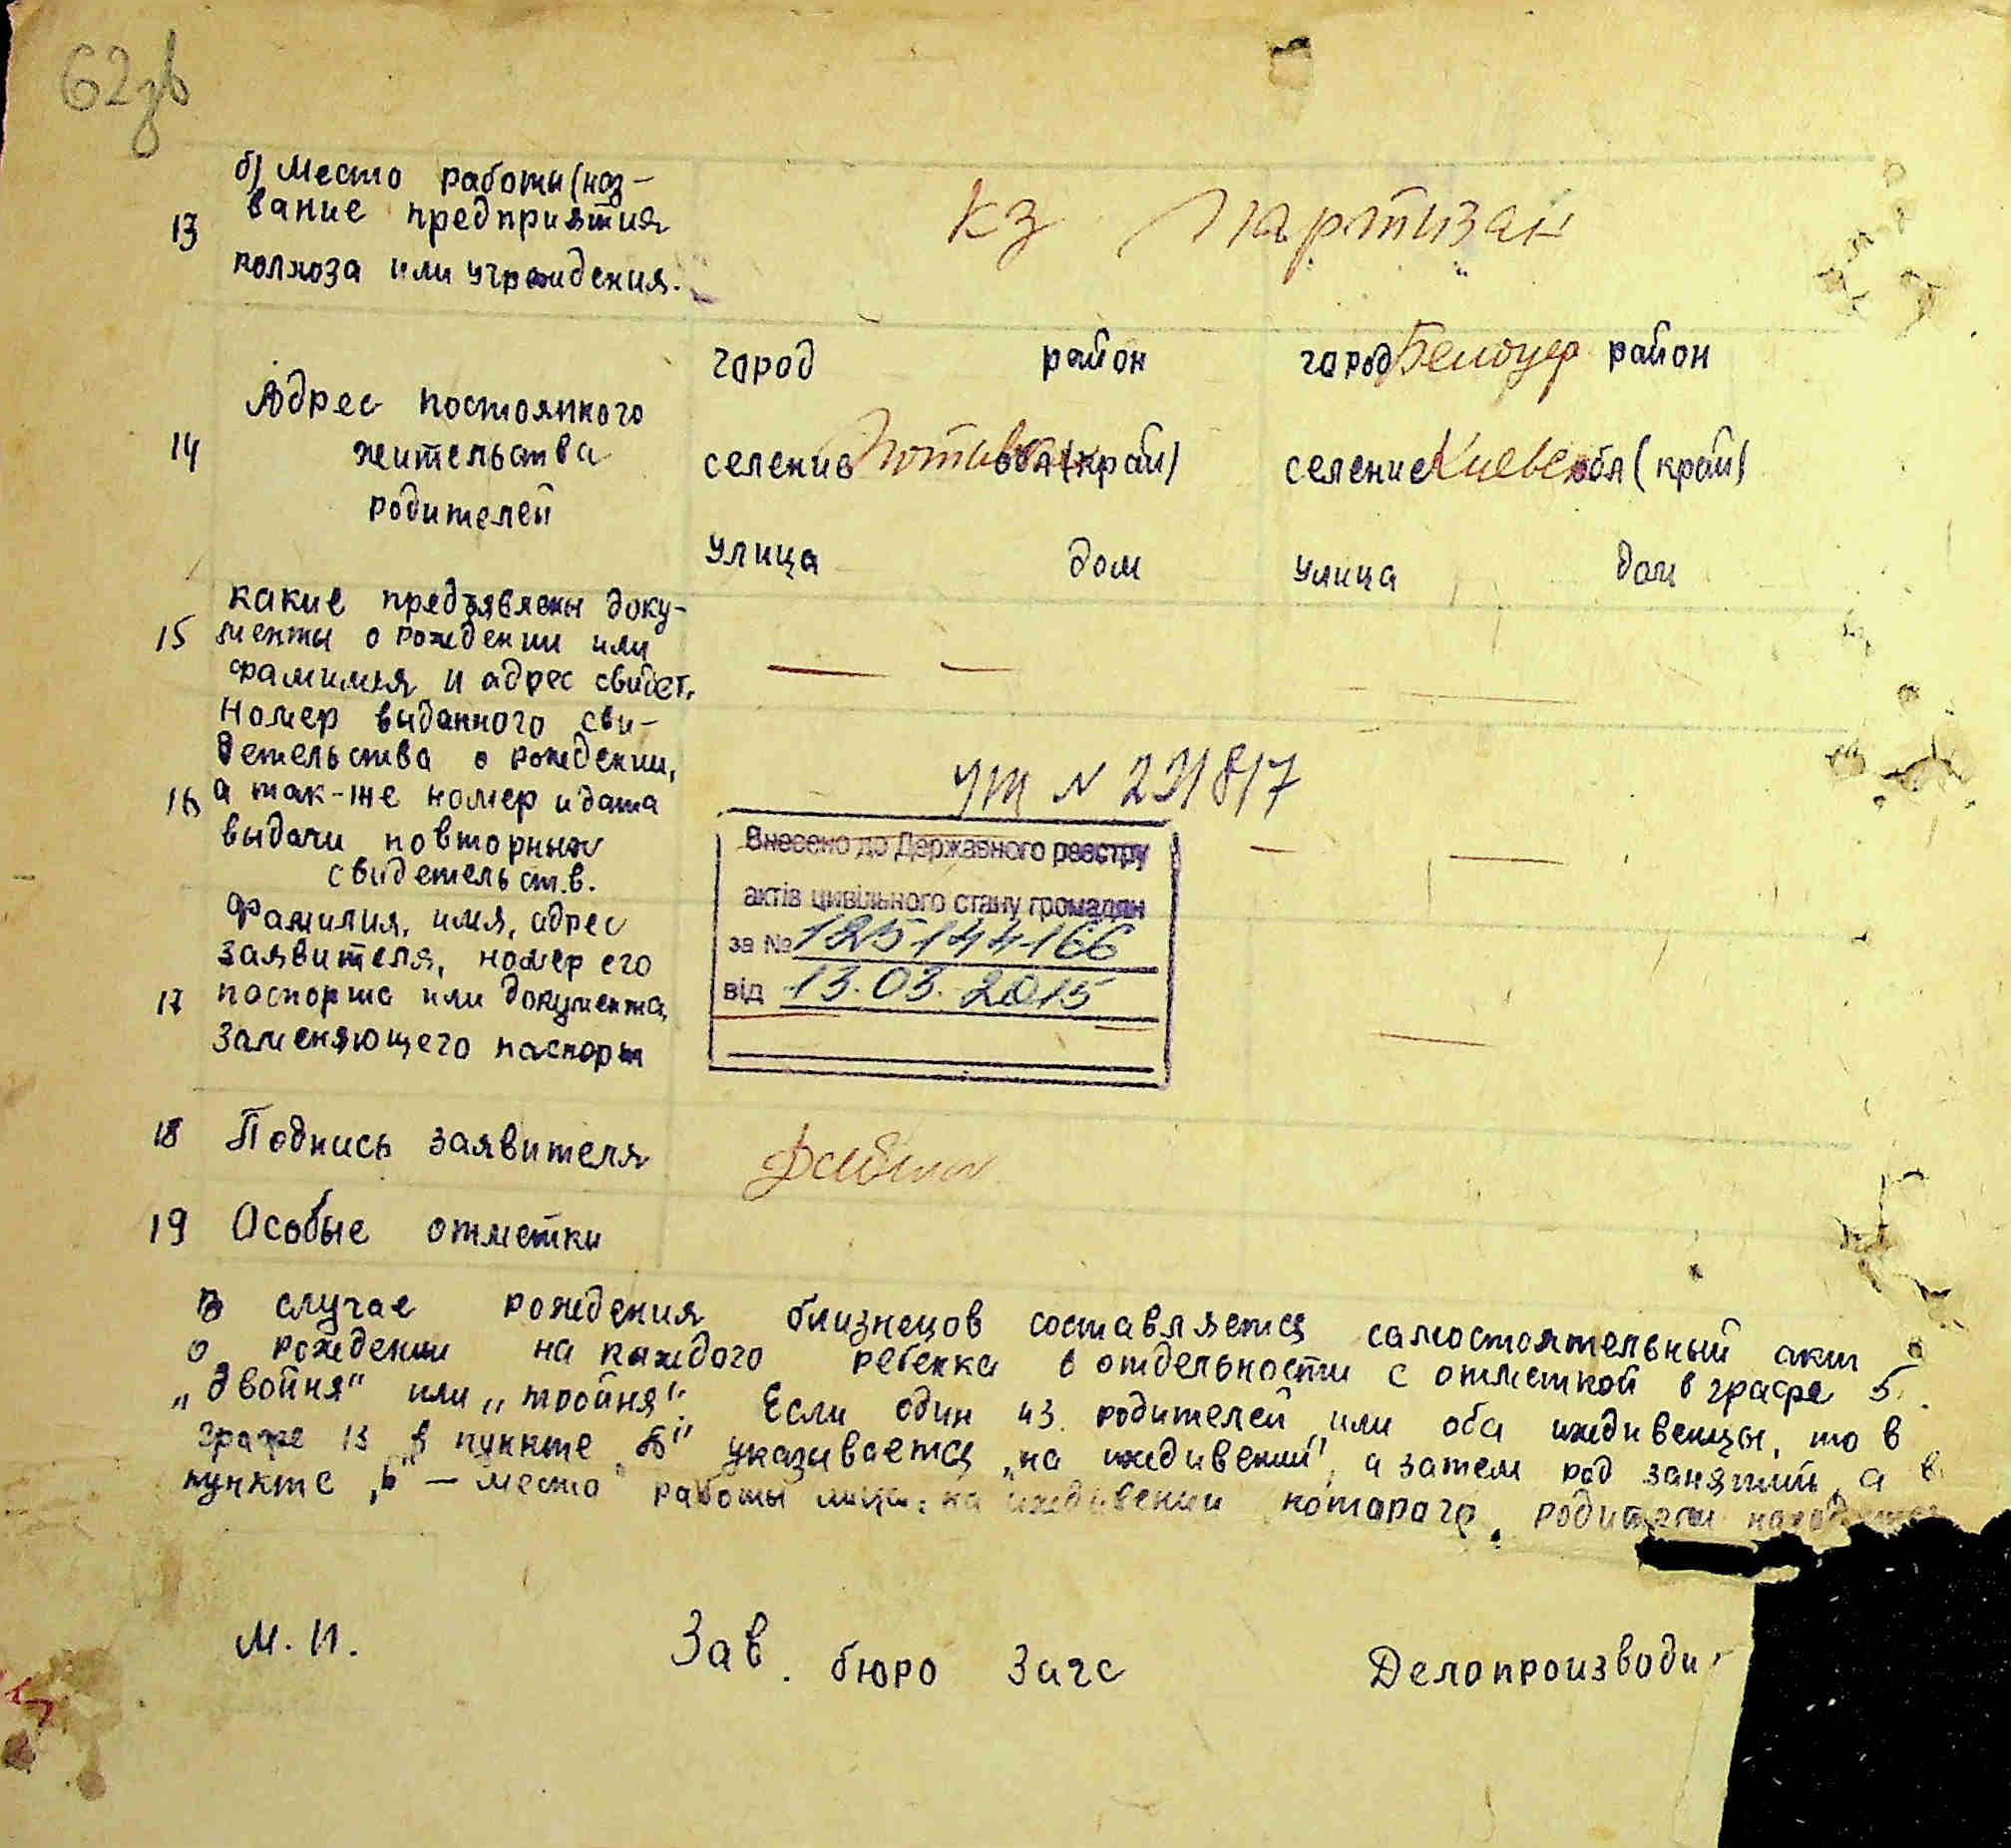 62зв
б) Место работы (наз-
13 вание предприятия
колхоза или учреждения.
КЗ Партизан
14 Адрес постоянного
жительства
родителей
город район
селение обл (край)
улица дом
город Белоцер район
селение Киевск обл (край)
улица дом
какие предъявлены доку-
15 менты о рождении или
фамилия и адрес свидет.
Номер выданного сви-
детельства о рождении,
16 а так-же номер и дата
выдачи повторных
свидетельств.
УШ N 231817
Внесено до Державного реєстру
актів цивільного стану громадян
за № 125144166
від 13.03.2015
Фамилия, имя, адрес
заявителя, номер его
17 паспорта или документа,
заменяющего паспорт
18 Подпись заявителя
19 Особые отметки
В случае рождения близнецов составляется самостоятельный акт
о рождении на каждого ребенка в отдельности с отметкой в графе 5.
„двойня“ или „тройня“. Если один из родителей или оба иждивенцы, то в
графе 13 в пункте „Б“ указывается „на иждивении“, а затем род занятий, а в
пункте „в“ — место работы лица, на иждивении которого родители находятся
М. П. Зав. бюро Загс Делопроизводи